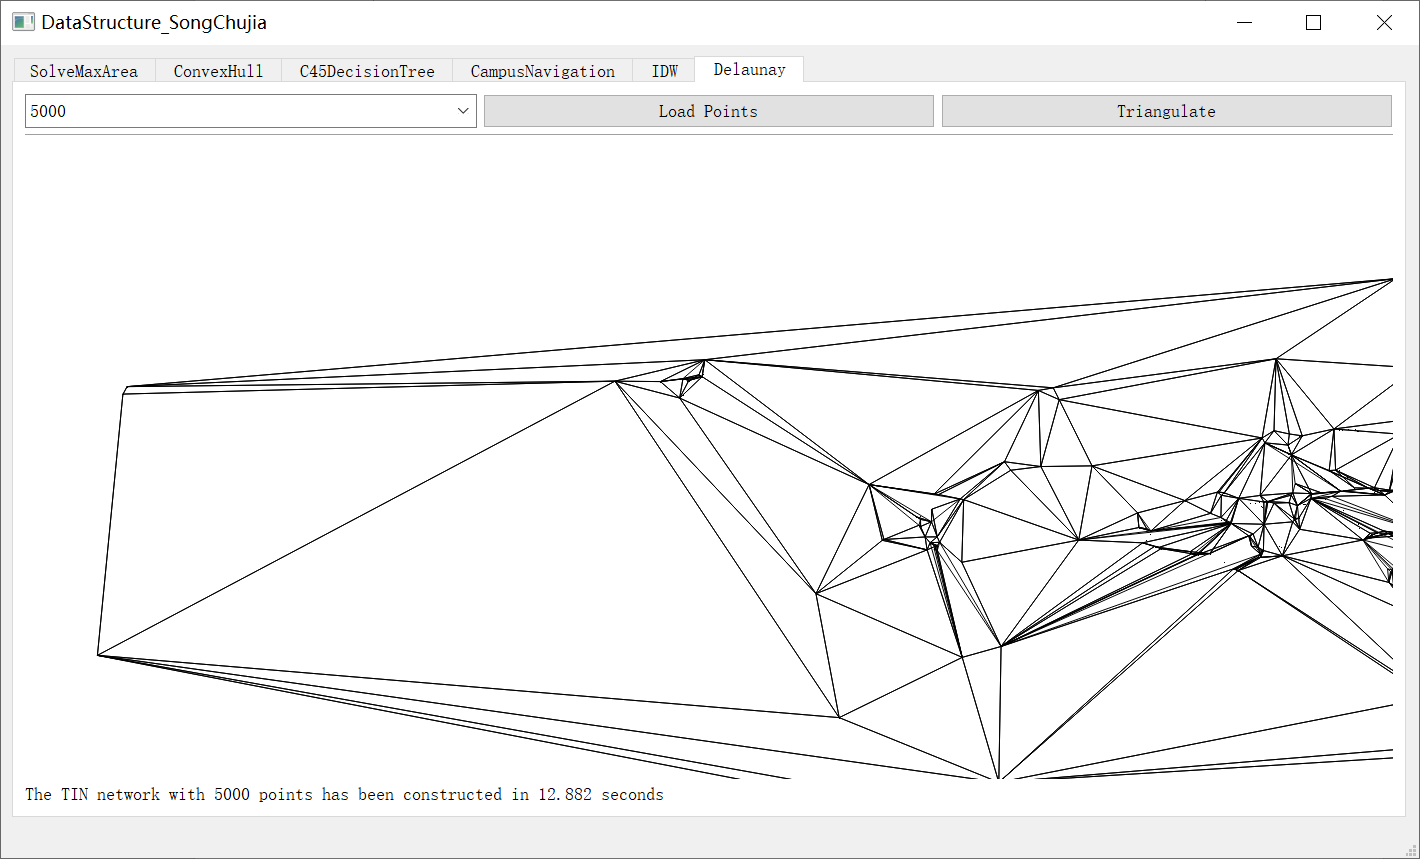 DataStructure_SongChujia
SolveMaxArea ConvexHull C45DecisionTree CampusNavigation IDW Delaunay
5000 Load Points Triangulate
The TIN network with 5000 points has been constructed in 12.882 seconds